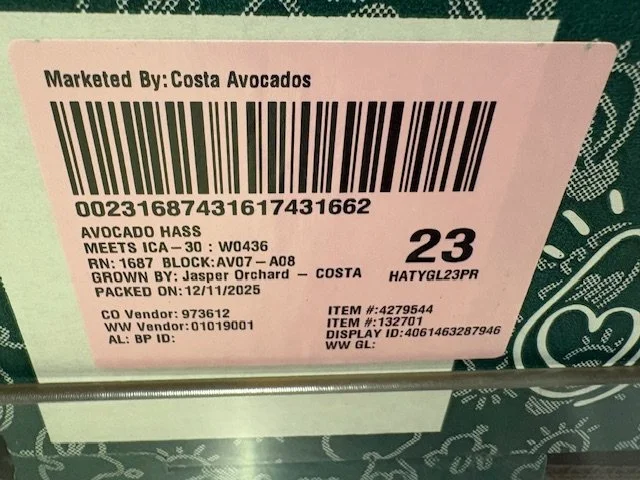 Marketed By: Costa Avocados
00231687431617431662
AVOCADO HASS
MEETS ICA-30 : W0436
RN: 1687 BLOCK:AV07-A08
GROWN BY: Jasper Orchard - COSTA
PACKED ON:12/11/2025
23
HATYGL23PR
CO Vendor: 973612
WW Vendor:01019001
AL: BP ID:
ITEM #:4279544
ITEM #:132701
DISPLAY ID:4061463287946
WW GL: